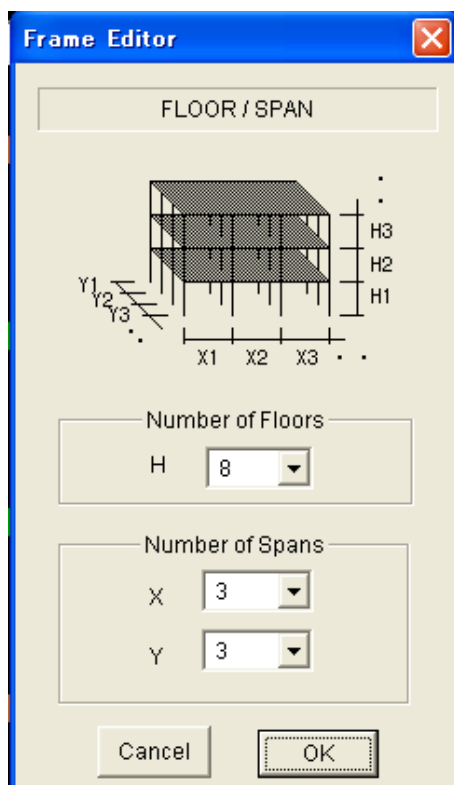 Frame Editor
FLOOR / SPAN
H3
H2
H1
Y1
Y2
Y3
X1 X2 X3
Number of Floors
H 8
Number of Spans
X 3
Y 3
Cancel OK